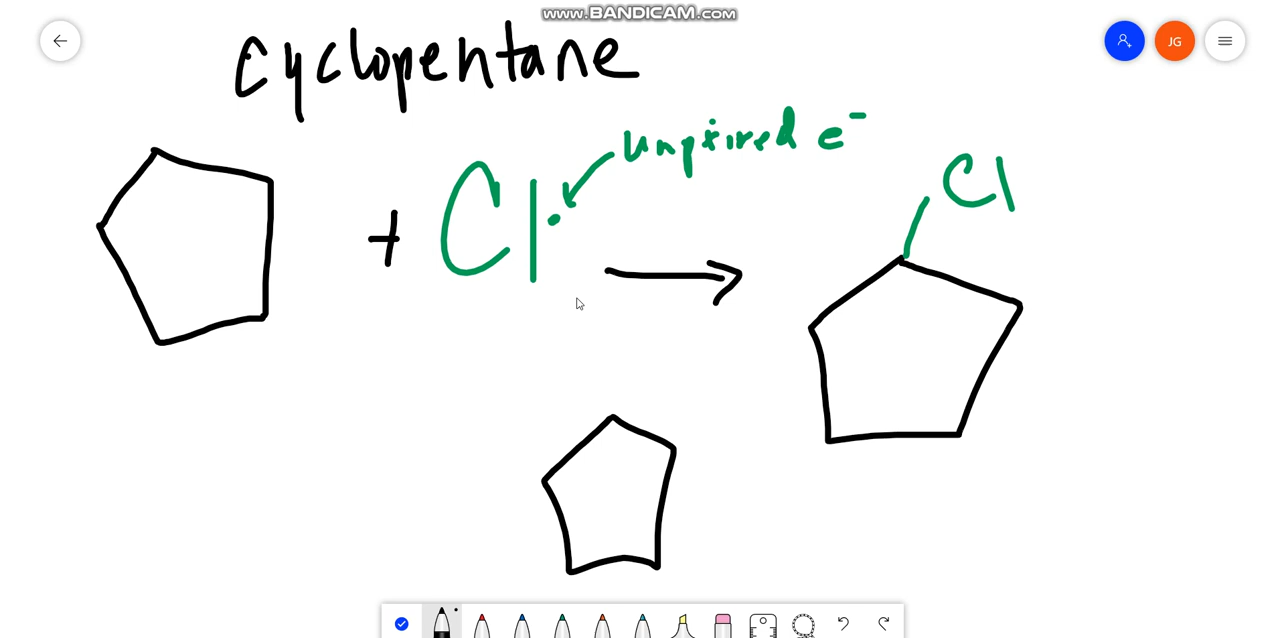 www.BANDICAM.com
cyclopentane
JG
unpaired e⁻
+ Cl· → Cl